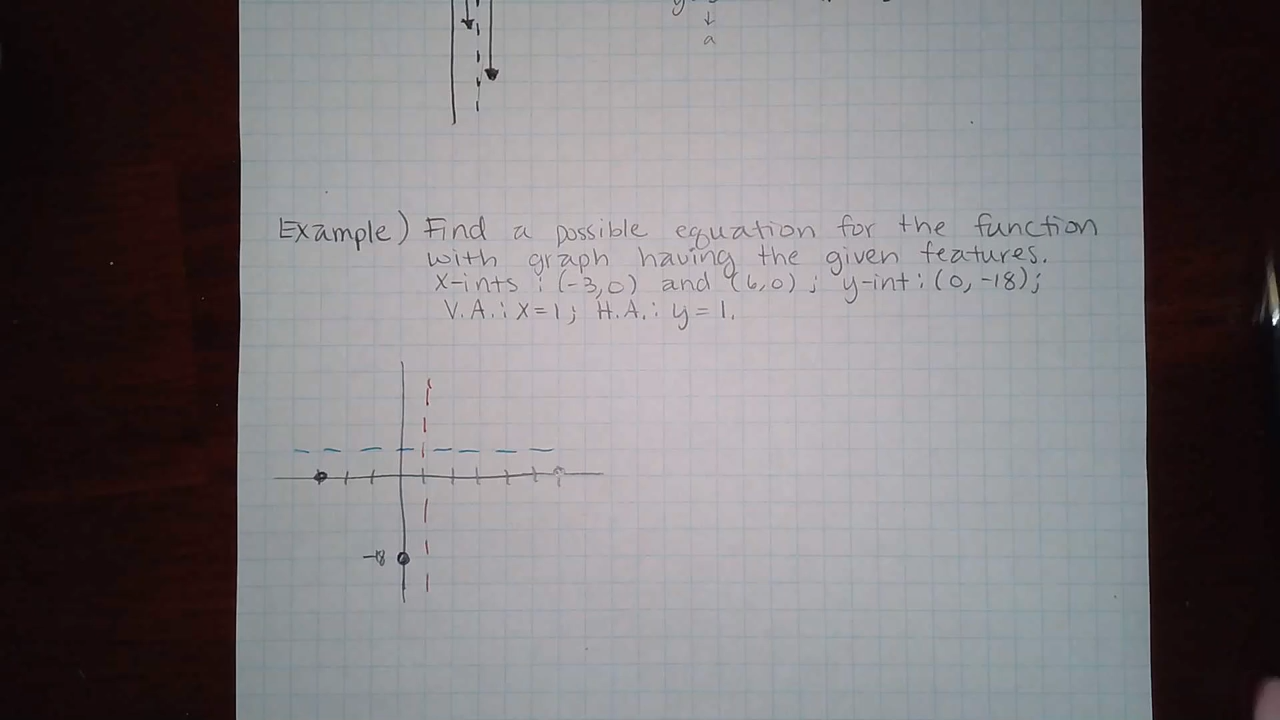 a
Example) Find a possible equation for the function
with graph having the given features.
x-ints : (-3,0) and (6,0) ; y-int : (0, -18);
V.A. : x=1 ; H.A. : y = 1.
-18